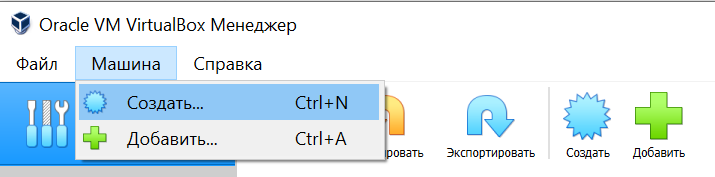 Oracle VM VirtualBox Менеджер
Файл Машина Справка
Создать... Ctrl+N
Добавить... Ctrl+A
Экспортировать Создать Добавить